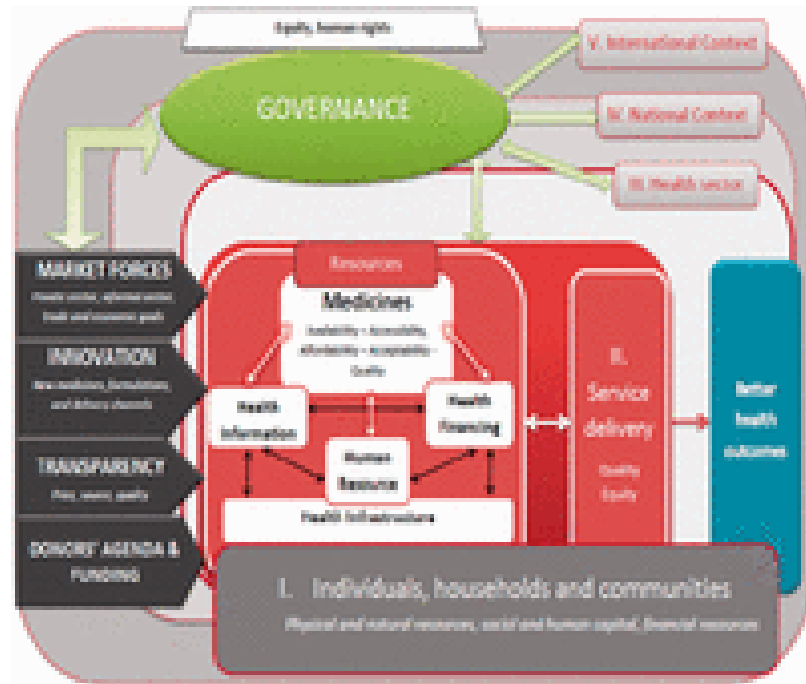 Equity, human rights
GOVERNANCE
V. International Context
IV. National Context
III. Health sector
MARKET FORCES
Private sector, informal sector
trade and economic goals
INNOVATION
New medicines, formulations,
and delivery channels
TRANSPARENCY
Price, source, quality
DONORS' AGENDA &
FUNDING
Resources
Medicines
Availability - Accessibility,
Affordability - Acceptability -
Quality
Health
Information
Health
Financing
Human
Resource
Health Infrastructure
II.
Service
delivery
Quality
Equity
Better
health
outcomes
I. Individuals, households and communities
Physical and natural resources, social and human capital, financial resources